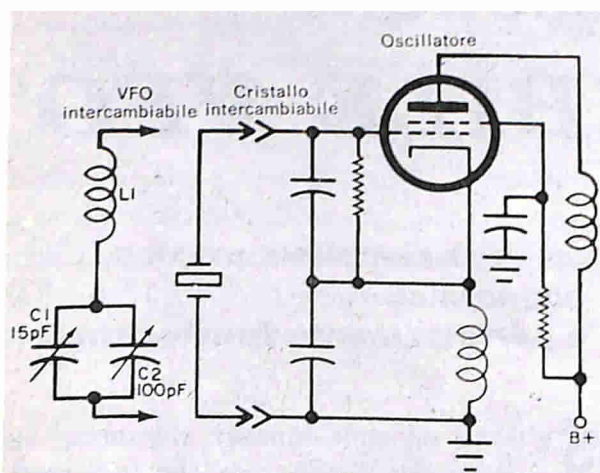 Oscillatore
VFO
intercambiabile
Cristallo
intercambiabile
L1
C1
15pF
C2
100pF
B+